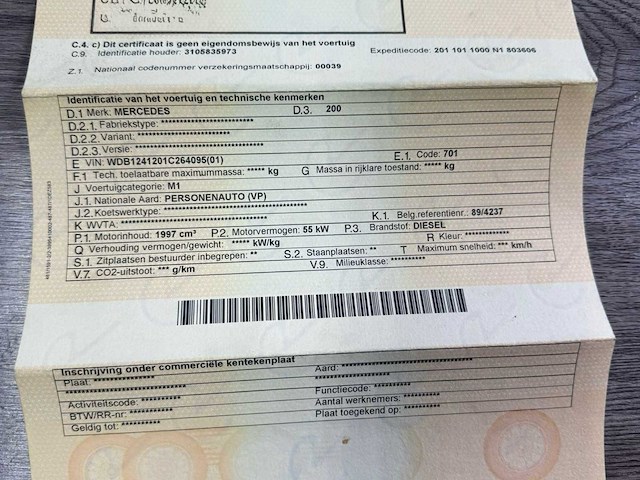 C.4. c) Dit certificaat is geen eigendomsbewijs van het voertuig
C.9. Identificatie houder: 3105835973 Expeditiecode: 201 101 1000 N1 803606
Z.1. Nationaal codenummer verzekeringsmaatschappij: 00039
Identificatie van het voertuig en technische kenmerken
D.1 Merk: MERCEDES D.3. 200
D.2.1. Fabriekstype: ********************
D.2.2. Variant: ********************
D.2.3. Versie: ******************************
E VIN: WDB1241201C264095(01) E.1. Code: 701
F.1 Tech. toelaatbare maximummassa: ***** kg G Massa in rijklare toestand: ***** kg
J Voertuigcategorie: M1
J.1. Nationale Aard: PERSONENAUTO (VP)
J.2. Koetswerktype: ******************************
K WVTA: ****************************** K.1. Belg.referentienr.: 89/4237
P.1. Motorinhoud: 1997 cm³ P.2. Motorvermogen: 55 kW P.3. Brandstof: DIESEL
Q Verhouding vermogen/gewicht: ***** kW/kg R Kleur: **********
S.1. Zitplaatsen bestuurder inbegrepen: ** S.2. Staanplaatsen: ** T Maximum snelheid: *** km/h
V.7. CO2-uitstoot: *** g/km V.9. Milieuklasse: *********
Inschrijving onder commerciële kentekenplaat
Plaat: ********** Aard: ******************************
Functiecode: **********
Activiteitscode: ********** Aantal werknemers: **********
BTW/RR-nr: ********** Plaat toegekend op: **********
Geldig tot: **********